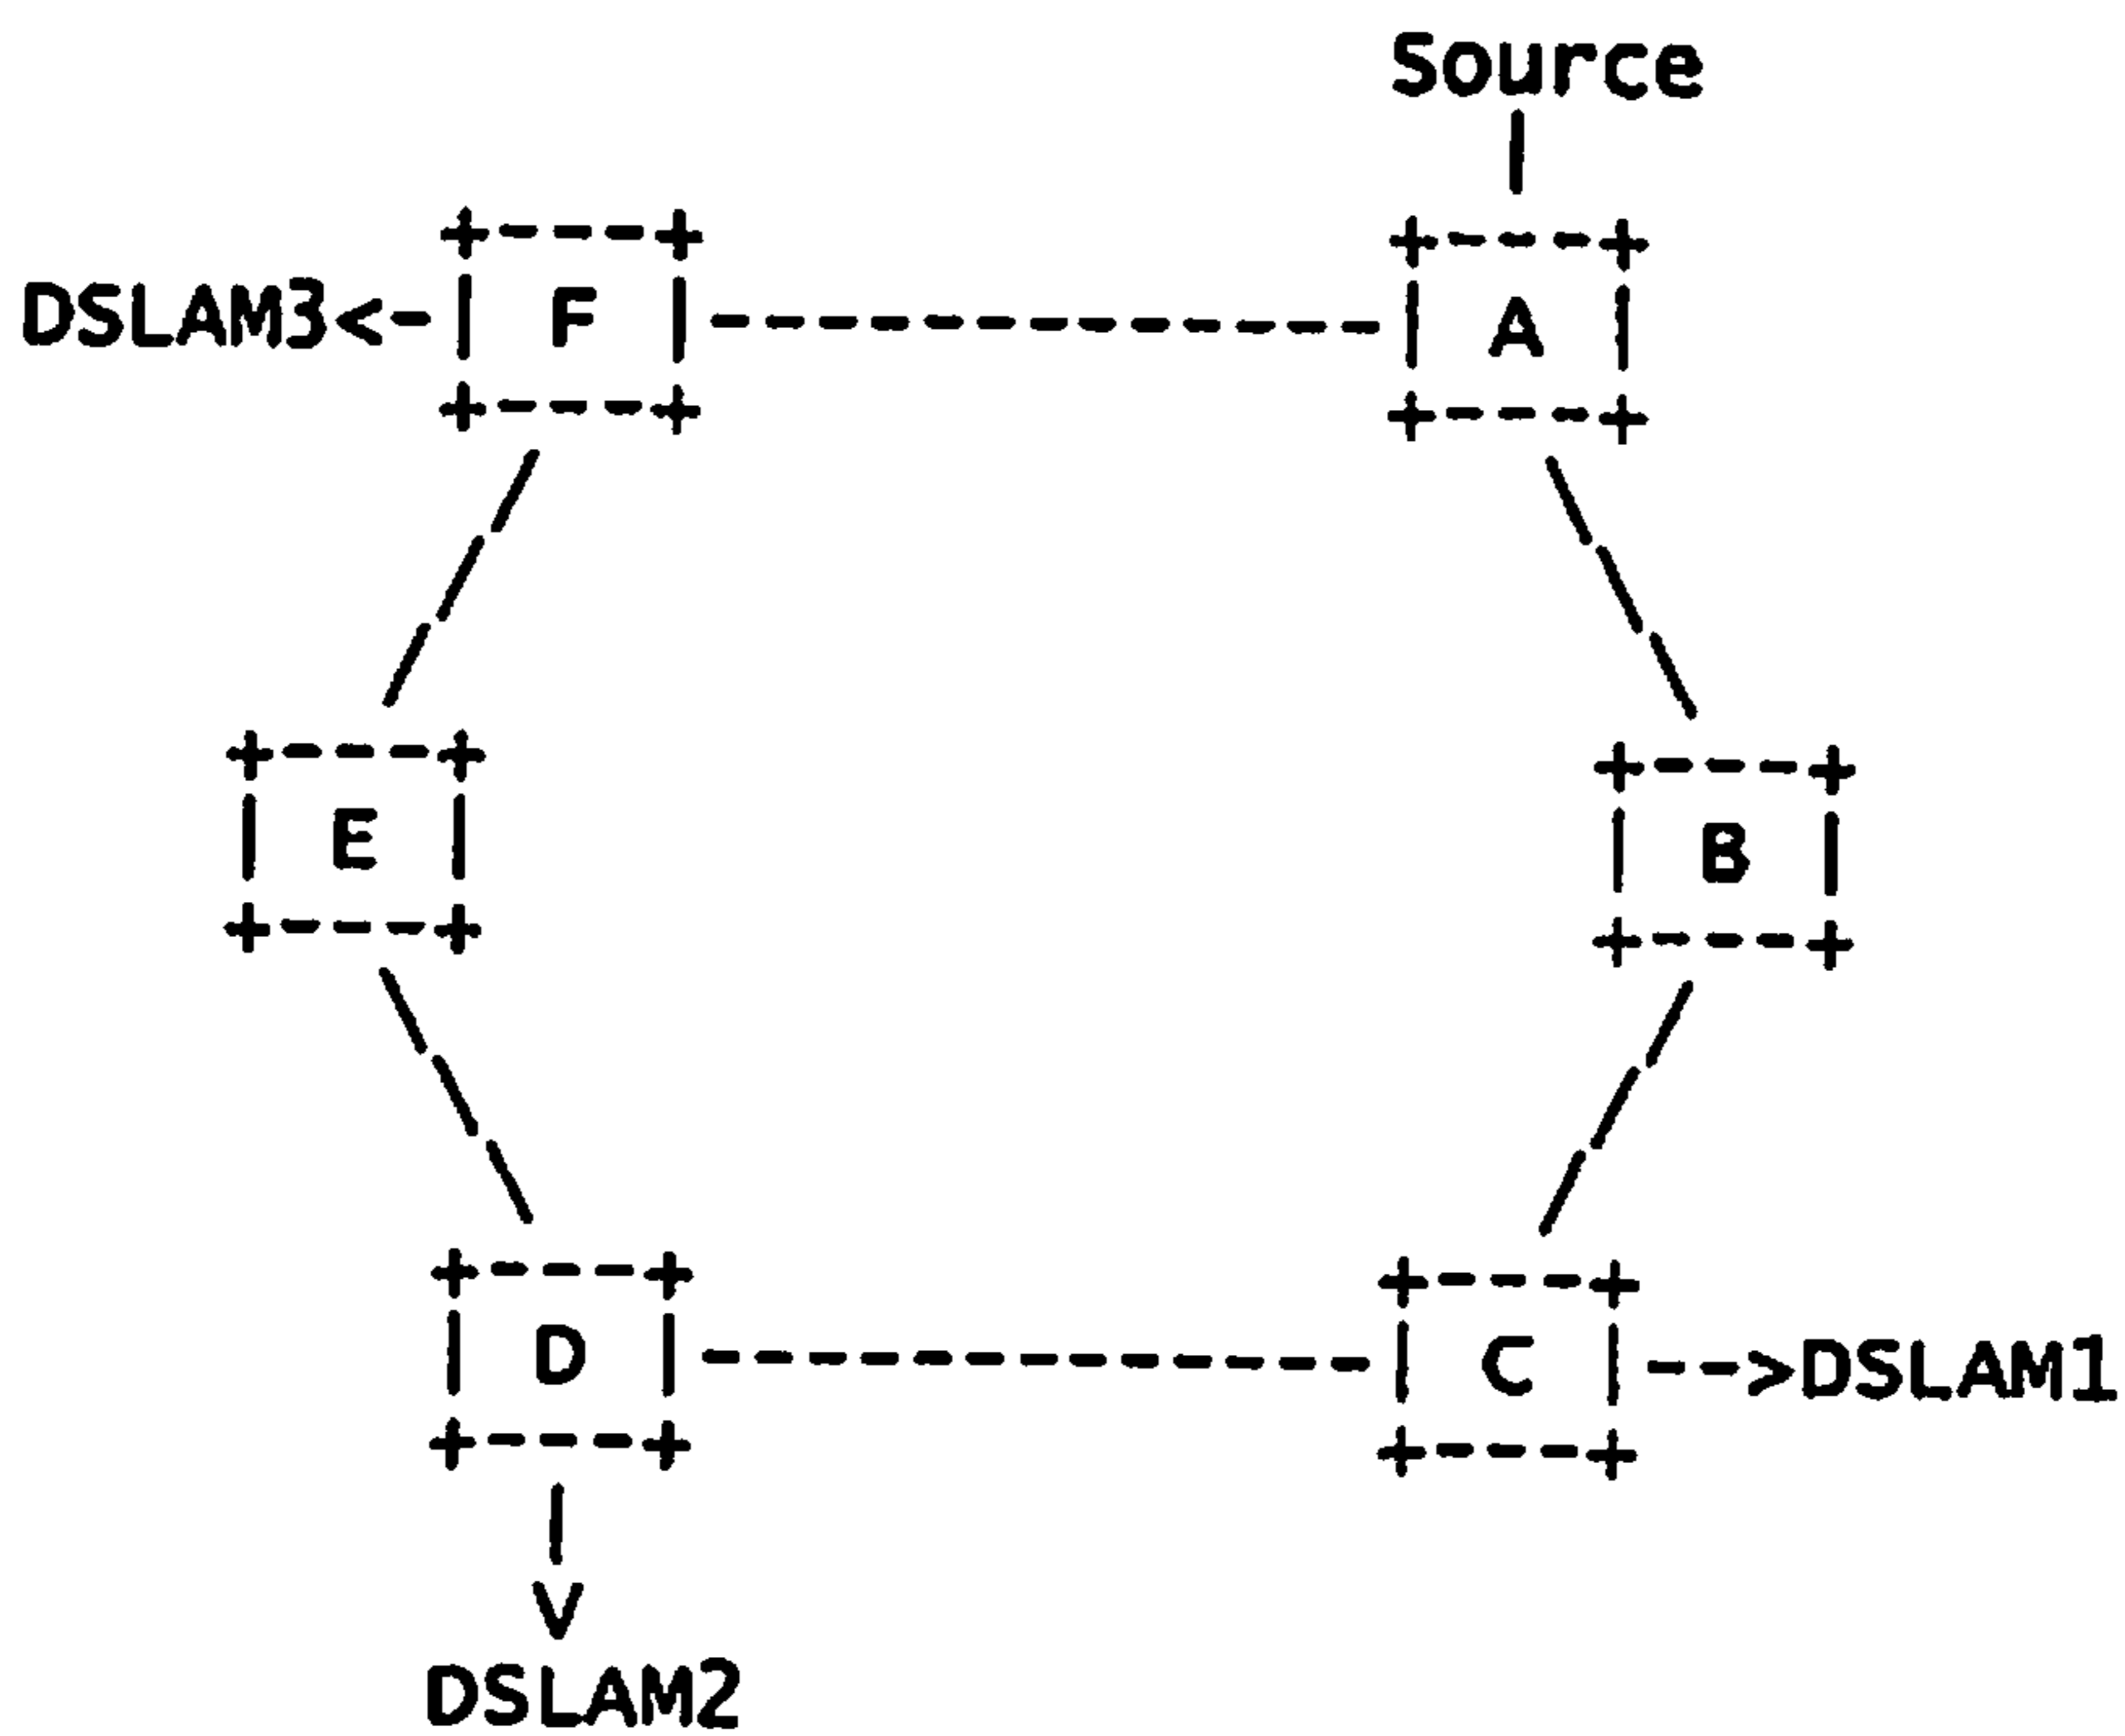 Source
|
+---+ +---+
DSLAM3<-| F |-------------| A |
+---+ +---+
/ \
/ \
/ \
+---+ +---+
| E | | B |
+---+ +---+
\ /
\ /
\ /
+---+ +---+
| D |-------------| C |-->DSLAM1
+---+ +---+
|
V
DSLAM2